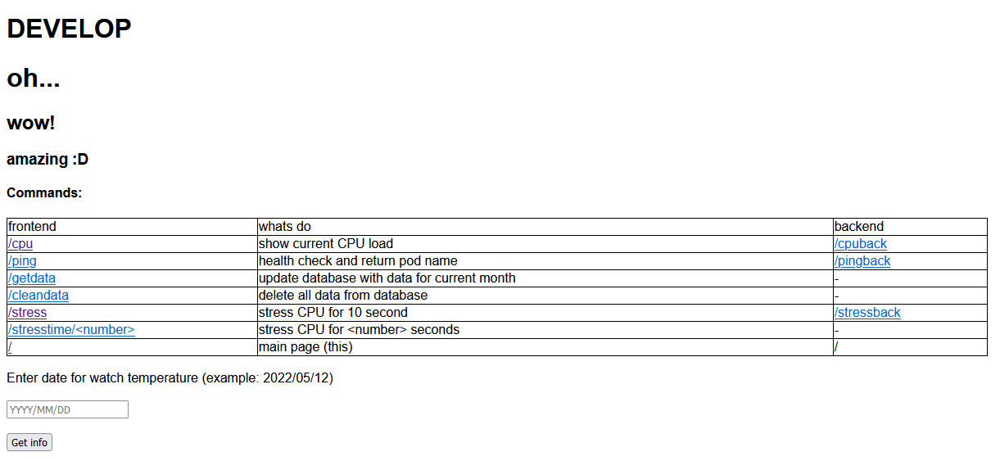 DEVELOP
oh...
wow!
amazing :D
Commands:
frontend whats do backend
/cpu show current CPU load /cpuback
/ping health check and return pod name /pingback
/getdata update database with data for current month -
/cleandata delete all data from database -
/stress stress CPU for 10 second /stressback
/stresstime/<number> stress CPU for <number> seconds -
/ main page (this) /
Enter date for watch temperature (example: 2022/05/12)
YYYY/MM/DD
Get info